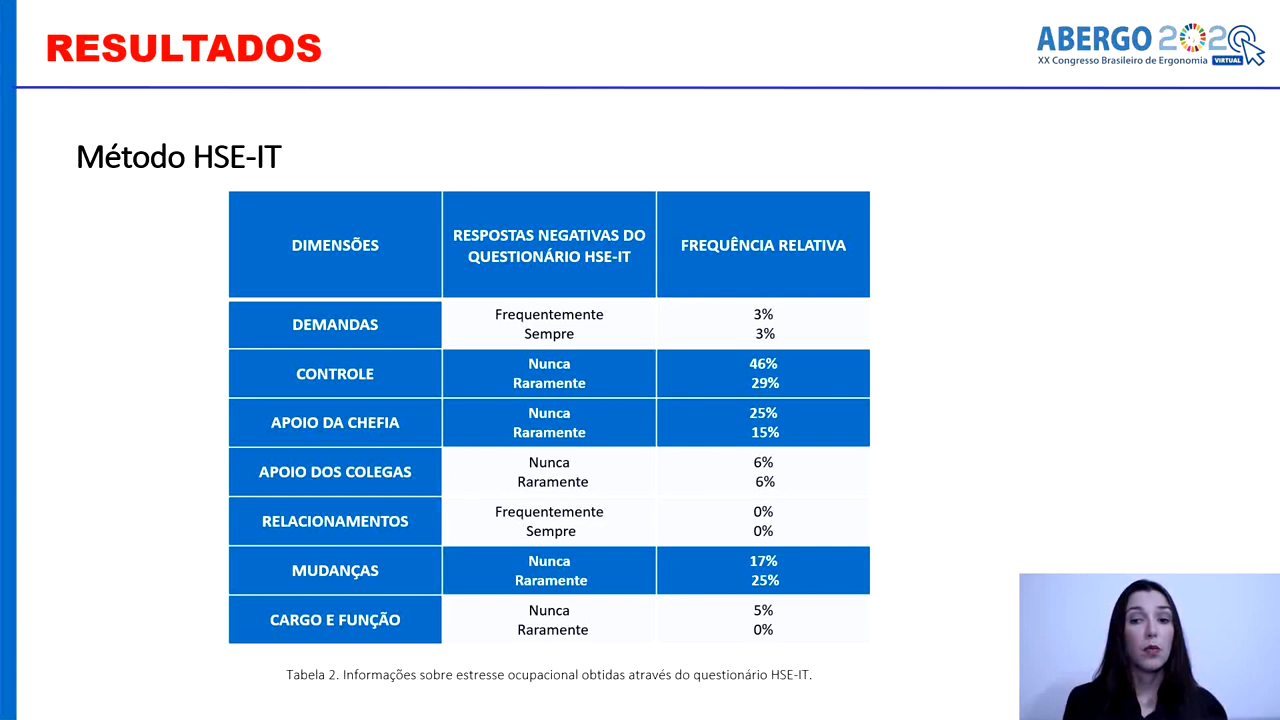 RESULTADOS
ABERGO 2020
XX Congresso Brasileiro de Ergonomia VIRTUAL
Método HSE-IT
DIMENSÕES
RESPOSTAS NEGATIVAS DO
QUESTIONÁRIO HSE-IT
FREQUÊNCIA RELATIVA
DEMANDAS
Frequentemente
Sempre
3%
3%
CONTROLE
Nunca
Raramente
46%
29%
APOIO DA CHEFIA
Nunca
Raramente
25%
15%
APOIO DOS COLEGAS
Nunca
Raramente
6%
6%
RELACIONAMENTOS
Frequentemente
Sempre
0%
0%
MUDANÇAS
Nunca
Raramente
17%
25%
CARGO E FUNÇÃO
Nunca
Raramente
5%
0%
Tabela 2. Informações sobre estresse ocupacional obtidas através do questionário HSE-IT.